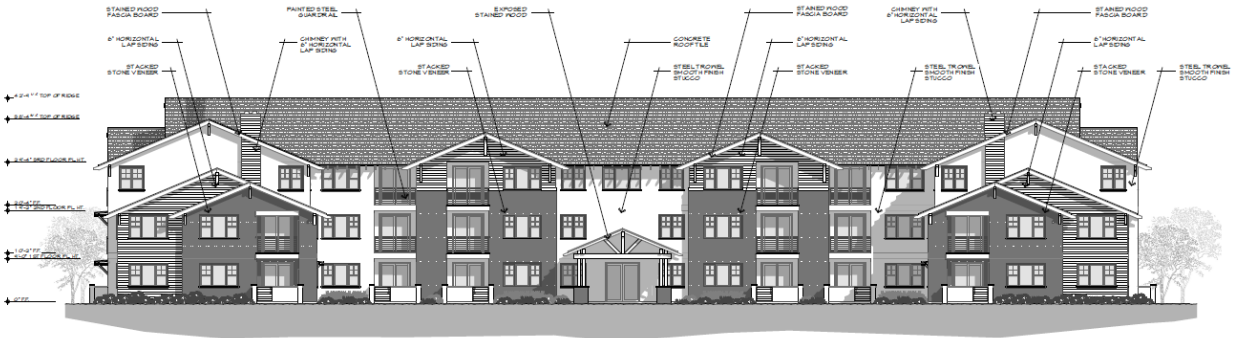 STAINED WOOD
FASCIA BOARD
PAINTED STEEL
GUARDRAIL
EXPOSED
STAINED WOOD
STAINED WOOD
FASCIA BOARD
CHIMNEY WITH
6" HORIZONTAL
LAP SIDING
STAINED WOOD
FASCIA BOARD
6" HORIZONTAL
LAP SIDING
CHIMNEY WITH
6" HORIZONTAL
LAP SIDING
6" HORIZONTAL
LAP SIDING
CONCRETE
ROOF TILE
6" HORIZONTAL
LAP SIDING
6" HORIZONTAL
LAP SIDING
STACKED
STONE VENEER
STACKED
STONE VENEER
STEEL TROWEL
SMOOTH FINISH
STUCCO
STACKED
STONE VENEER
STEEL TROWEL
SMOOTH FINISH
STUCCO
STACKED
STONE VENEER
STEEL TROWEL
SMOOTH FINISH
STUCCO
TOP OF RIDGE
TOP OF RIDGE
3RD FLOOR PL HT.
2ND FLOOR PL HT.
1ST FLOOR PL HT.